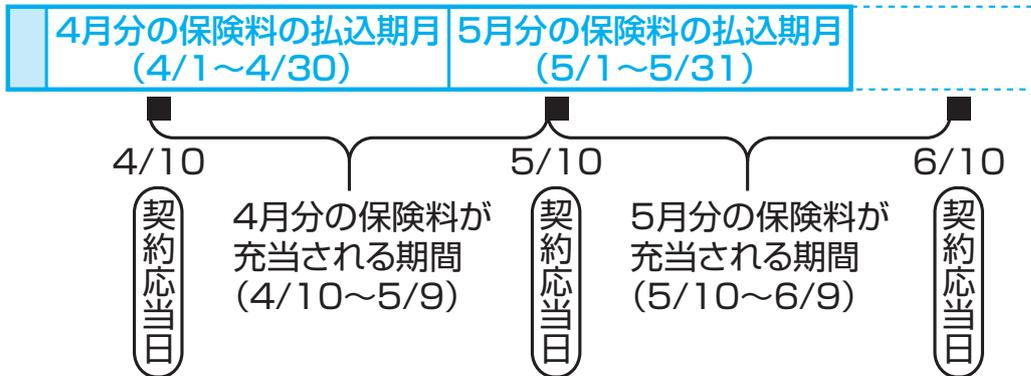 4月分の保険料の払込期月
（4/1〜4/30）
5月分の保険料の払込期月
（5/1〜5/31）
4/10
5/10
6/10
契約応当日
4月分の保険料が
充当される期間
（4/10〜5/9）
契約応当日
5月分の保険料が
充当される期間
（5/10〜6/9）
契約応当日